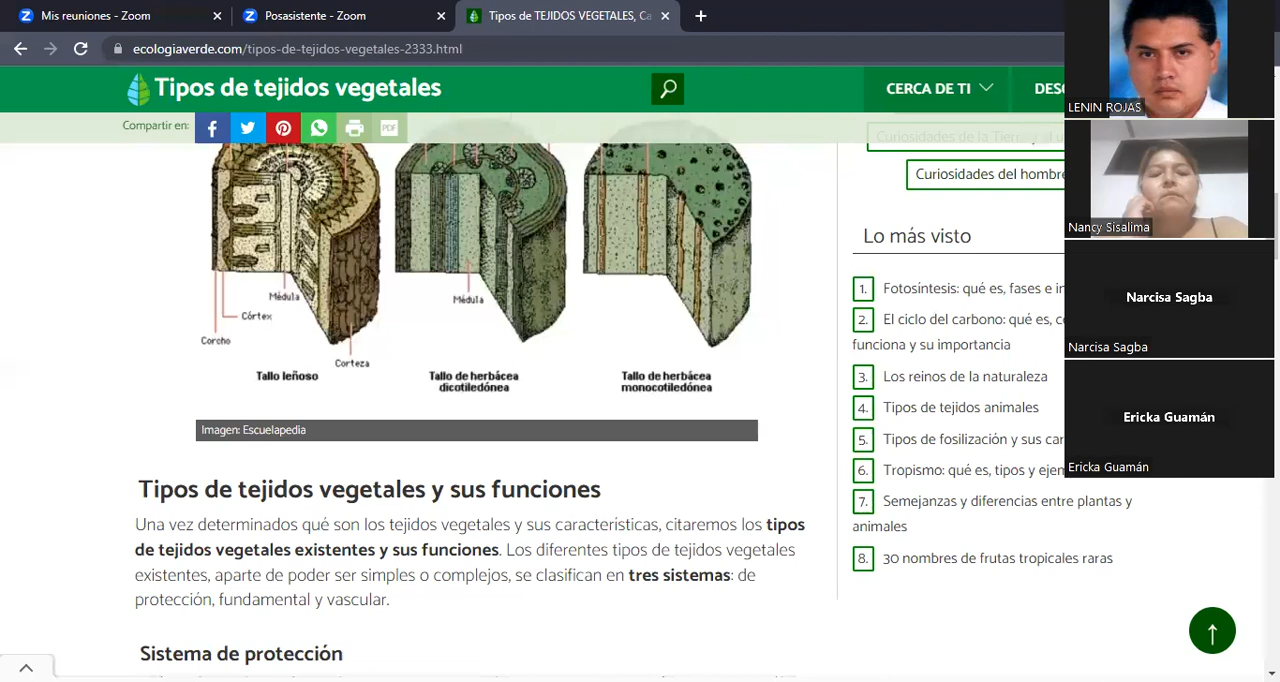 Mis reuniones - Zoom
Posasistente - Zoom
Tipos de TEJIDOS VEGETALES, Ca
ecologiaverde.com/tipos-de-tejidos-vegetales-2333.html
Tipos de tejidos vegetales
CERCA DE TI
DESC
Compartir en:
PDF
Curiosidades de la Tierra
Curiosidades del hombre
Médula
Córtex
Corcho
Corteza
Médula
Tallo leñoso
Tallo de herbácea
dicotiledónea
Tallo de herbácea
monocotiledónea
Imagen: Escuelapedia
Tipos de tejidos vegetales y sus funciones
Una vez determinados qué son los tejidos vegetales y sus características, citaremos los tipos
de tejidos vegetales existentes y sus funciones. Los diferentes tipos de tejidos vegetales
existentes, aparte de poder ser simples o complejos, se clasifican en tres sistemas: de
protección, fundamental y vascular.
Sistema de protección
Lo más visto
1. Fotosíntesis: qué es, fases e in
2. El ciclo del carbono: qué es, c
funciona y su importancia
3. Los reinos de la naturaleza
4. Tipos de tejidos animales
5. Tipos de fosilización y sus car
6. Tropismo: qué es, tipos y ejem
7. Semejanzas y diferencias entre plantas y
animales
8. 30 nombres de frutas tropicales raras
LENIN ROJAS
Nancy Sisalima
Narcisa Sagba
Narcisa Sagba
Ericka Guamán
Ericka Guamán